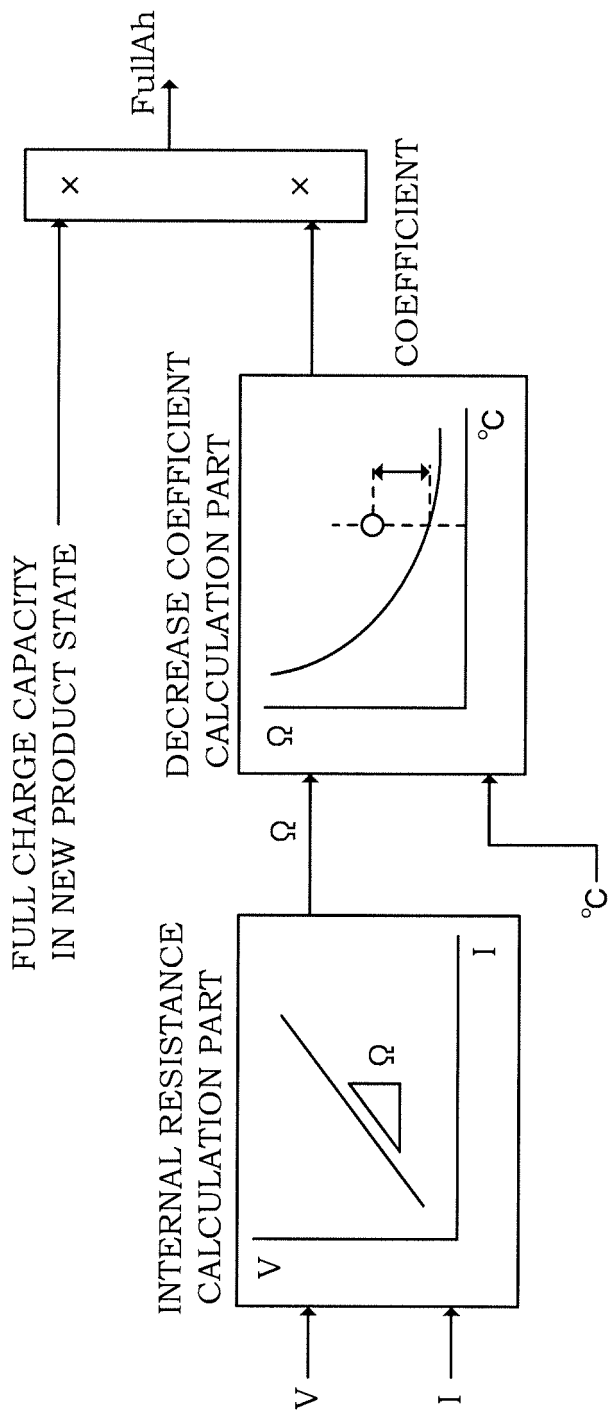 FULL CHARGE CAPACITY
IN NEW PRODUCT STATE
FullAh
×
×
INTERNAL RESISTANCE
CALCULATION PART
V
I
V
Ω
I
Ω
°C
DECREASE COEFFICIENT
CALCULATION PART
Ω
°C
COEFFICIENT